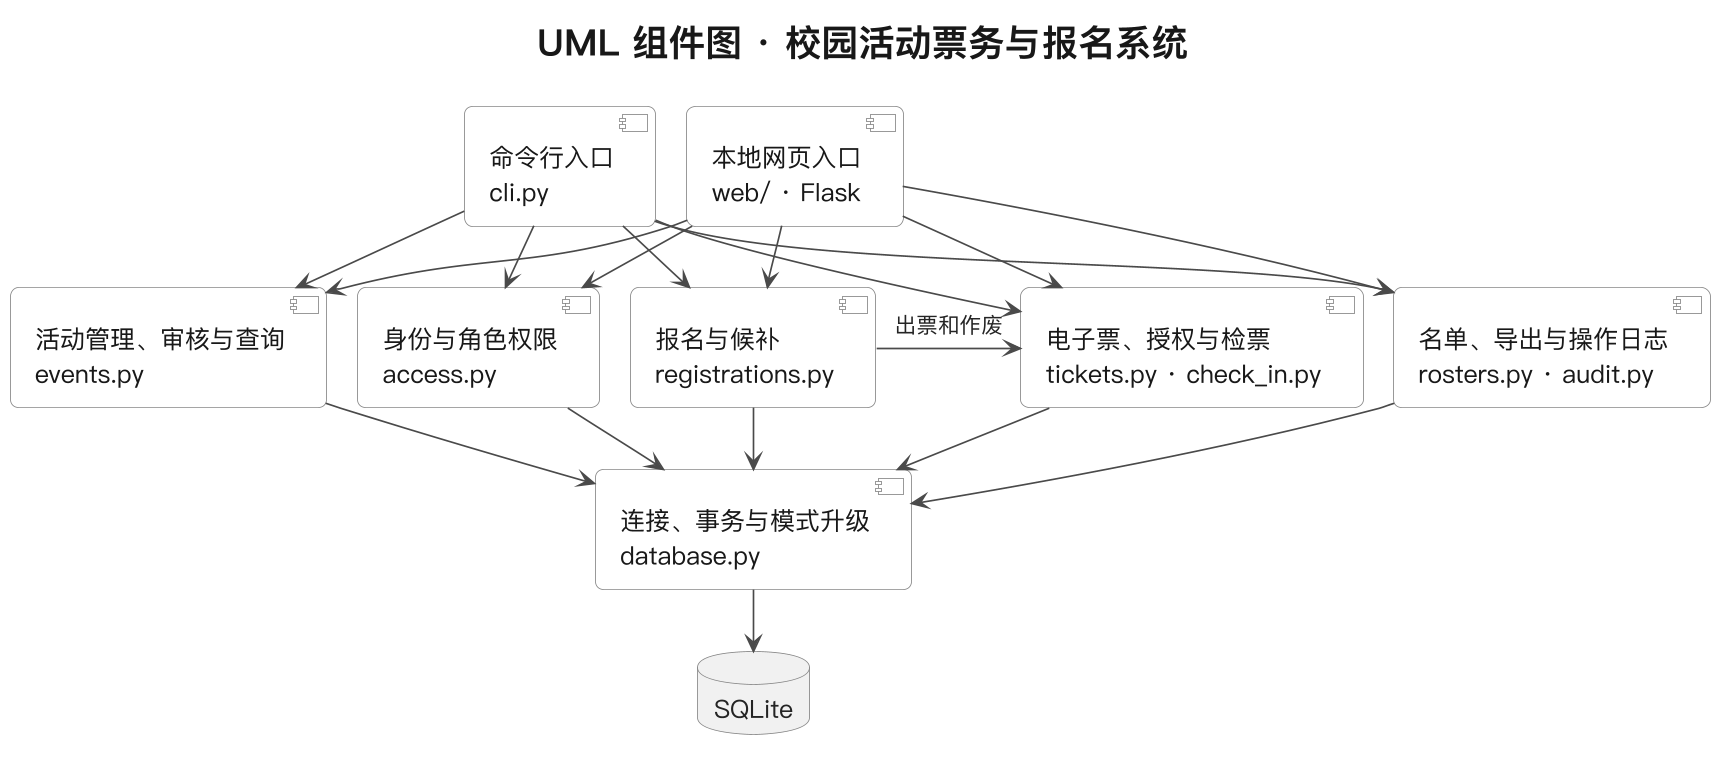 UML 组件图 · 校园活动票务与报名系统
命令行入口
cli.py
本地网页入口
web/ · Flask
活动管理、审核与查询
events.py
身份与角色权限
access.py
报名与候补
registrations.py
出票和作废
电子票、授权与检票
tickets.py · check_in.py
名单、导出与操作日志
rosters.py · audit.py
连接、事务与模式升级
database.py
SQLite